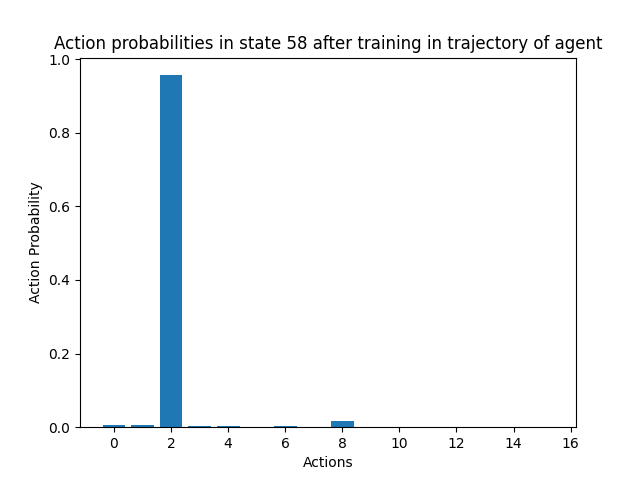 Action probabilities in state 58 after training in trajectory of agent
1.0
0.8
0.6
0.4
0.2
0.0
Action Probability
0 2 4 6 8 10 12 14 16
Actions